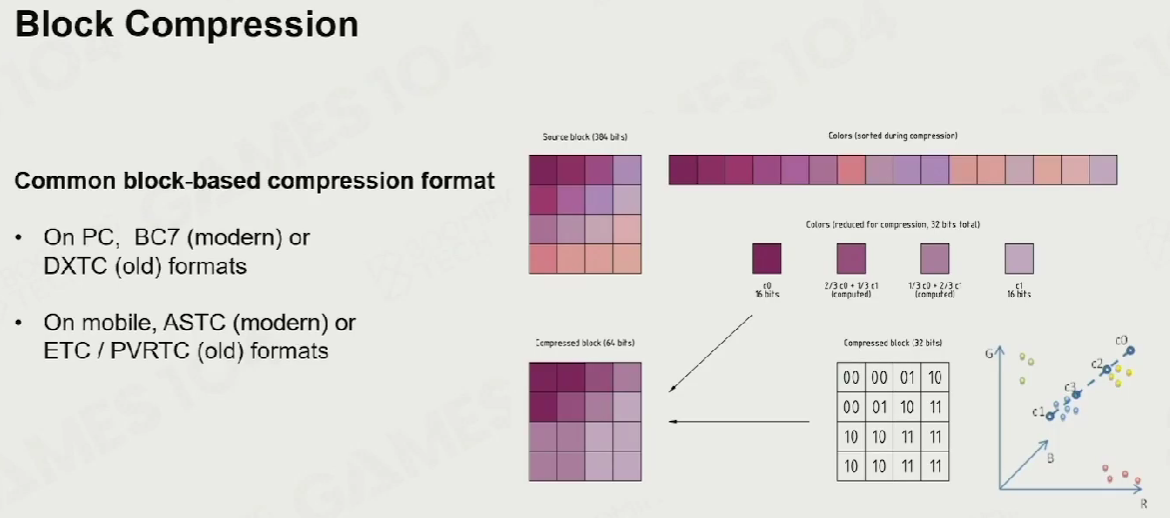 Block Compression
Common block-based compression format
• On PC, BC7 (modern) or
DXTC (old) formats
• On mobile, ASTC (modern) or
ETC / PVRTC (old) formats
Source block (384 bits)
Colors (sorted during compression)
Colors (reduced for compression, 32 bits total)
c0
16 bits
2/3 c0 + 1/3 c1
(computed)
1/3 c0 + 2/3 c1
(computed)
c1
16 bits
Compressed block (64 bits)
Compressed block (32 bits)
00 00 01 10
00 01 10 11
10 10 11 11
10 10 11 11
G
c0
c2
c3
c1
B
R
GAMES 104